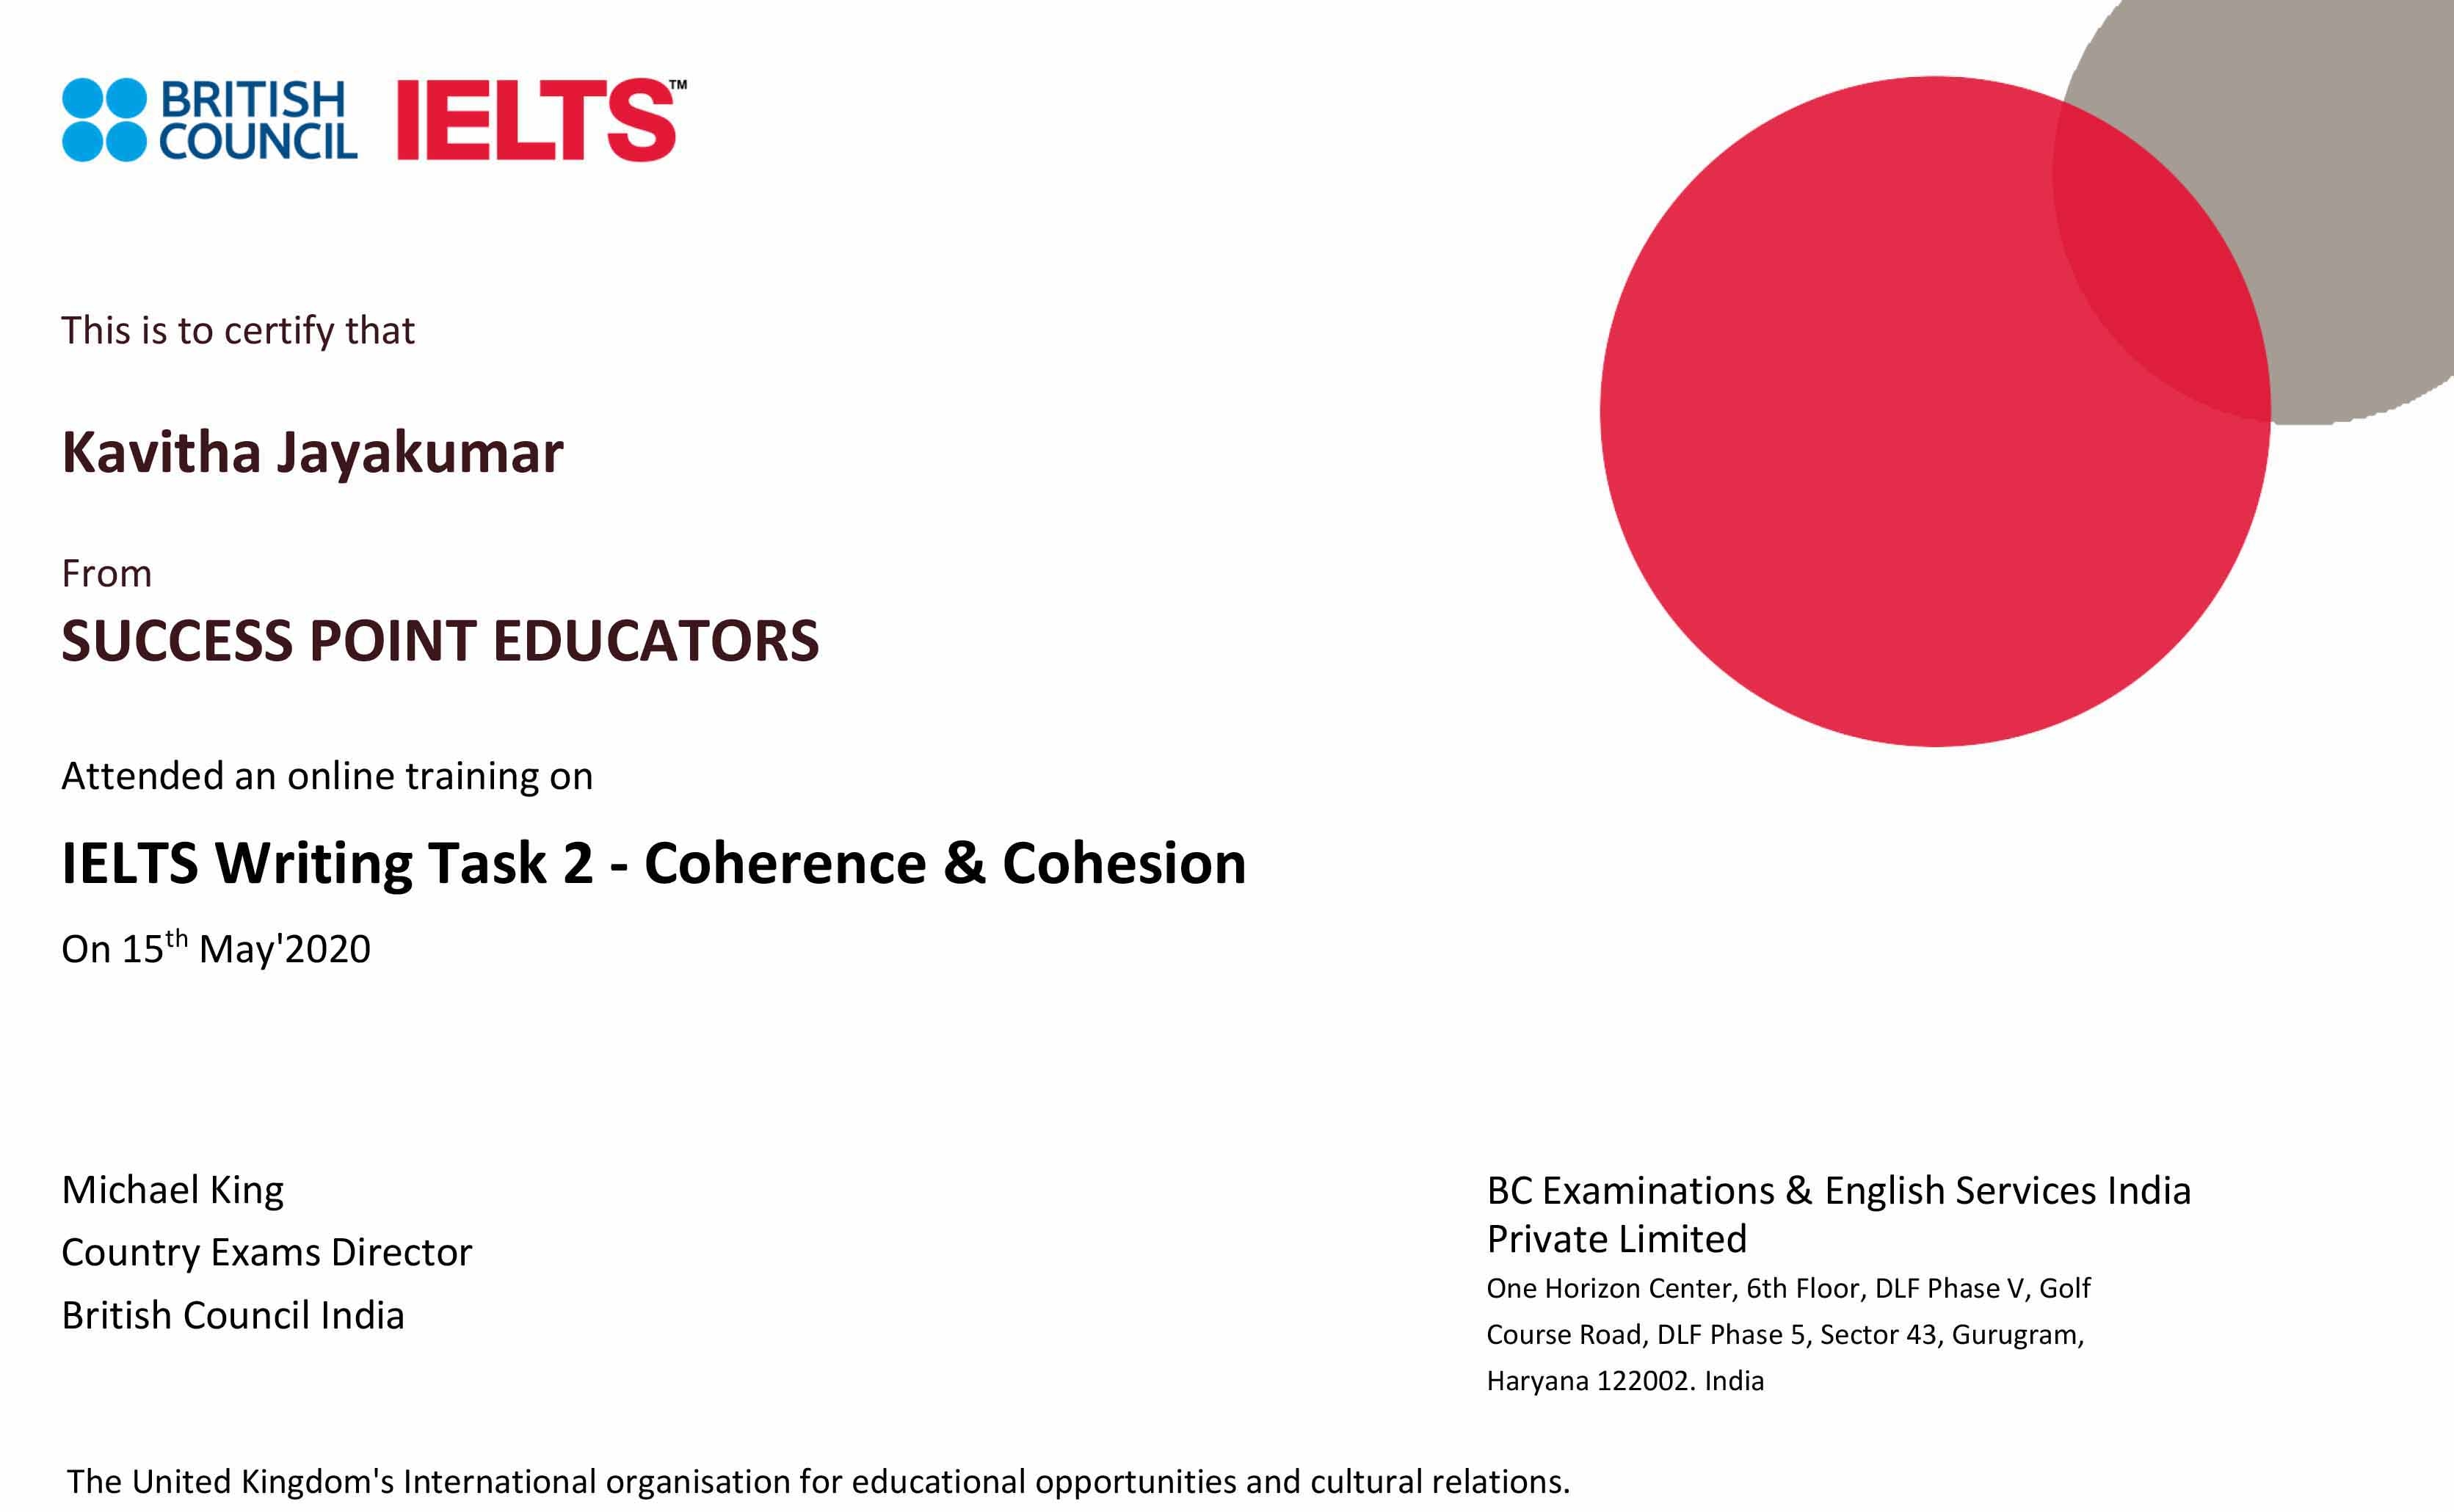 BRITISH
COUNCIL
IELTS™
This is to certify that
Kavitha Jayakumar
From
SUCCESS POINT EDUCATORS
Attended an online training on
IELTS Writing Task 2 - Coherence & Cohesion
On 15th May'2020
Michael King
Country Exams Director
British Council India
BC Examinations & English Services India
Private Limited
One Horizon Center, 6th Floor, DLF Phase V, Golf
Course Road, DLF Phase 5, Sector 43, Gurugram,
Haryana 122002. India
The United Kingdom's International organisation for educational opportunities and cultural relations.